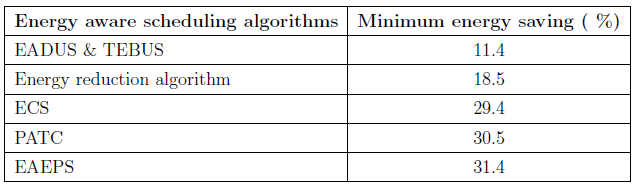 Energy aware scheduling algorithms Minimum energy saving ( %)
EADUS & TEBUS 11.4
Energy reduction algorithm 18.5
ECS 29.4
PATC 30.5
EAEPS 31.4